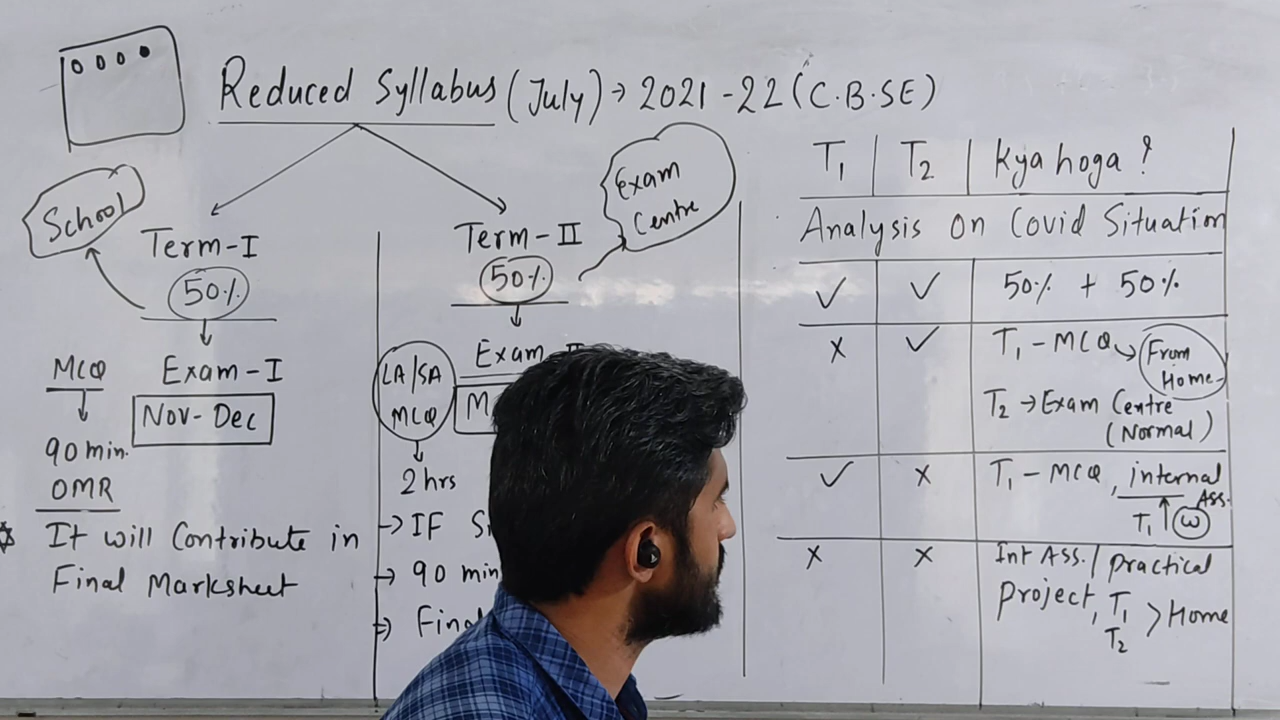 Reduced Syllabus (July) → 2021-22 (C.B.SE)
School
Term-I
50%
MCQ
Exam-I
Nov-Dec
90 min.
OMR
It will Contribute in
Final Marksheet
Exam
Centre
Term-II
50%
Exam
LA/SA
MCQ
2 hrs
→ IF
→ 90 min
→ Final
T1 T2 Kya hoga ?
Analysis On Covid Situation
✓ ✓ 50% + 50%
x ✓ T1 - MCQ → From
Home
T2 → Exam Centre
(Normal)
✓ x T1 - MCQ, internal
Ass.
T1 ↑ W
x x Int Ass. / practical
Project, T1 > Home
T2